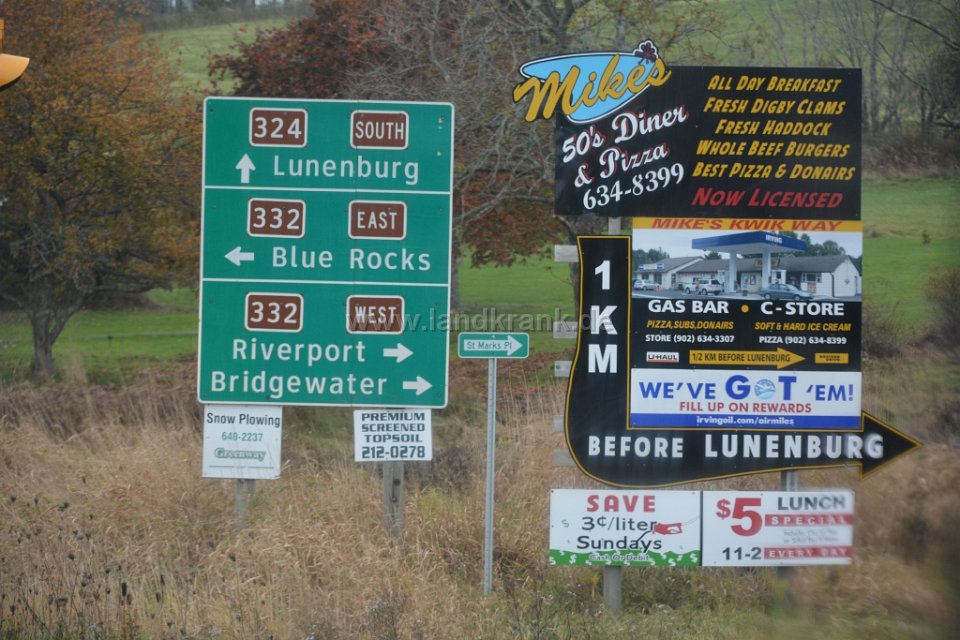 324 SOUTH
Lunenburg
332 EAST
Blue Rocks
332 WEST
Riverport
Bridgewater
Snow Plowing
640-2237
Greenway
PREMIUM
SCREENED
TOPSOIL
212-0278
St Marks Pl
Mike's
50's Diner
& Pizza
634-8399
ALL DAY BREAKFAST
FRESH DIGBY CLAMS
FRESH HADDOCK
WHOLE BEEF BURGERS
BEST PIZZA & DONAIRS
NOW LICENSED
MIKE'S KWIK WAY
IRVING
GAS BAR • C-STORE
PIZZA, SUBS, DONAIRS
SOFT & HARD ICE CREAM
STORE (902) 634-3307
PIZZA (902) 634-8399
U-HAUL
1/2 KM BEFORE LUNENBURG
WE'VE GOT 'EM!
FILL UP ON REWARDS
irvingoil.com/airmiles
1
KM
BEFORE LUNENBURG
SAVE
3¢/liter
Sundays
Cash Or Debit
$5 LUNCH
SPECIAL
11-2 EVERY DAY
www.landkrank.de